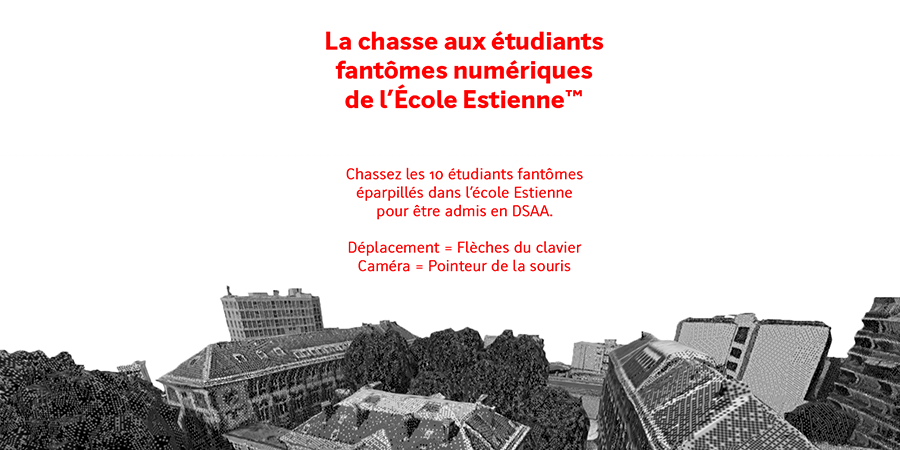 La chasse aux étudiants
fantômes numériques
de l’École Estienne™
Chassez les 10 étudiants fantômes
éparpillés dans l’école Estienne
pour être admis en DSAA.
Déplacement = Flèches du clavier
Caméra = Pointeur de la souris